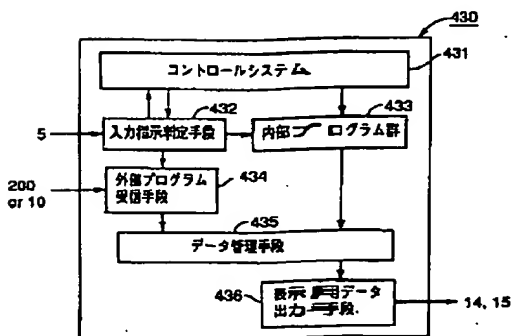 430
431
コントロールシステム
432
433
5
入力指示判定手段
内部プログラム群
200
or 10
外部プログラム
受信手段
434
435
データ管理手段
436
表示 データ
出力 手段
14, 15